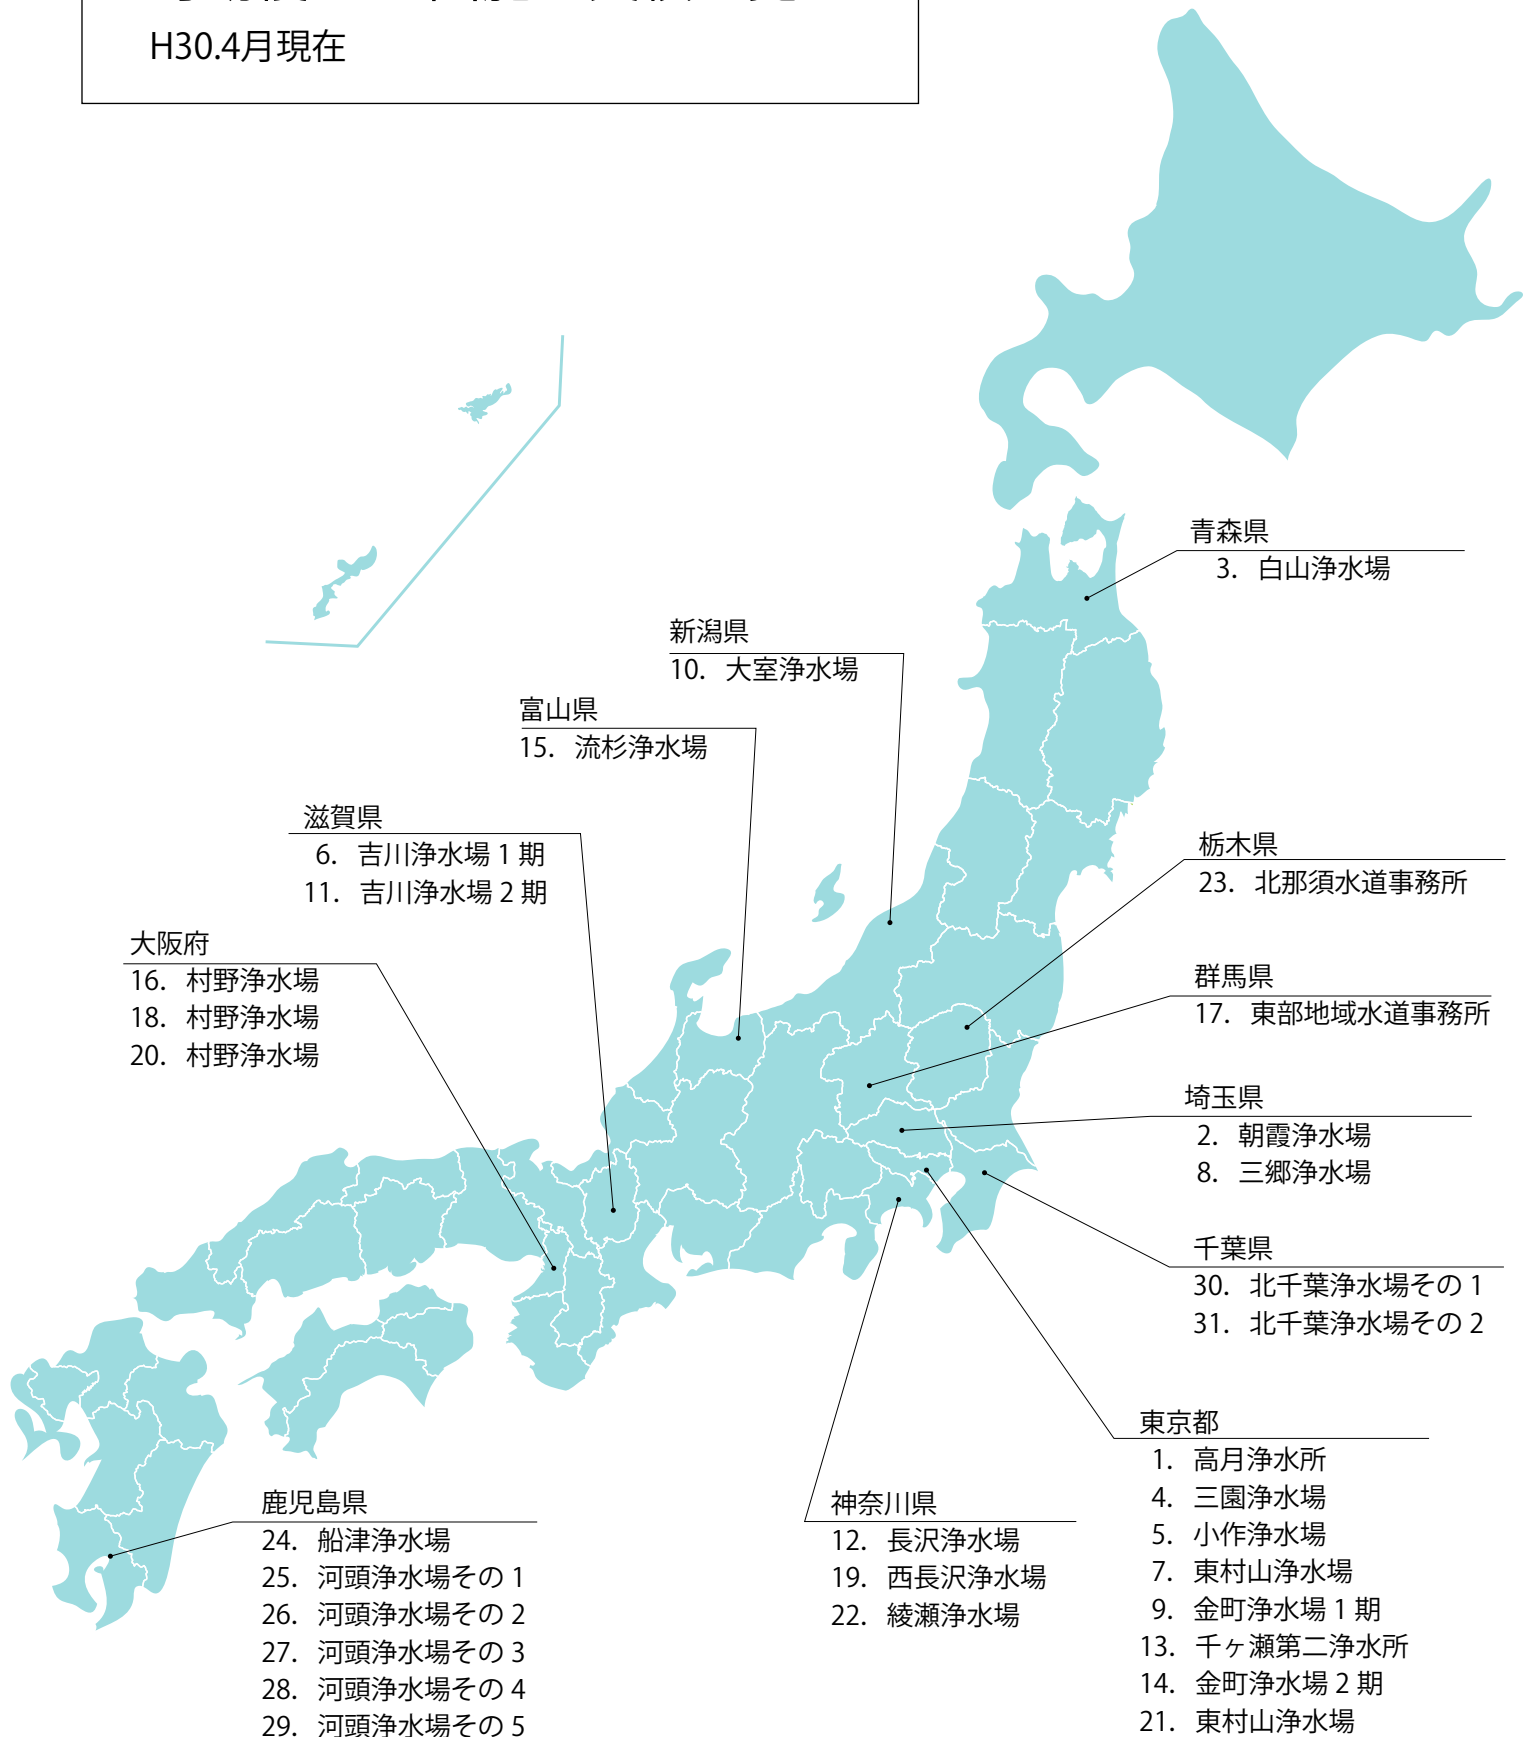 H30.4月現在
青森県
3. 白山浄水場
新潟県
10. 大室浄水場
富山県
15. 流杉浄水場
滋賀県
6. 吉川浄水場 1 期
11. 吉川浄水場 2 期
大阪府
16. 村野浄水場
18. 村野浄水場
20. 村野浄水場
栃木県
23. 北那須水道事務所
群馬県
17. 東部地域水道事務所
埼玉県
2. 朝霞浄水場
8. 三郷浄水場
千葉県
30. 北千葉浄水場その 1
31. 北千葉浄水場その 2
東京都
1. 高月浄水所
4. 三園浄水場
5. 小作浄水場
7. 東村山浄水場
9. 金町浄水場 1 期
13. 千ヶ瀬第二浄水所
14. 金町浄水場 2 期
21. 東村山浄水場
神奈川県
12. 長沢浄水場
19. 西長沢浄水場
22. 綾瀬浄水場
鹿児島県
24. 船津浄水場
25. 河頭浄水場その 1
26. 河頭浄水場その 2
27. 河頭浄水場その 3
28. 河頭浄水場その 4
29. 河頭浄水場その 5